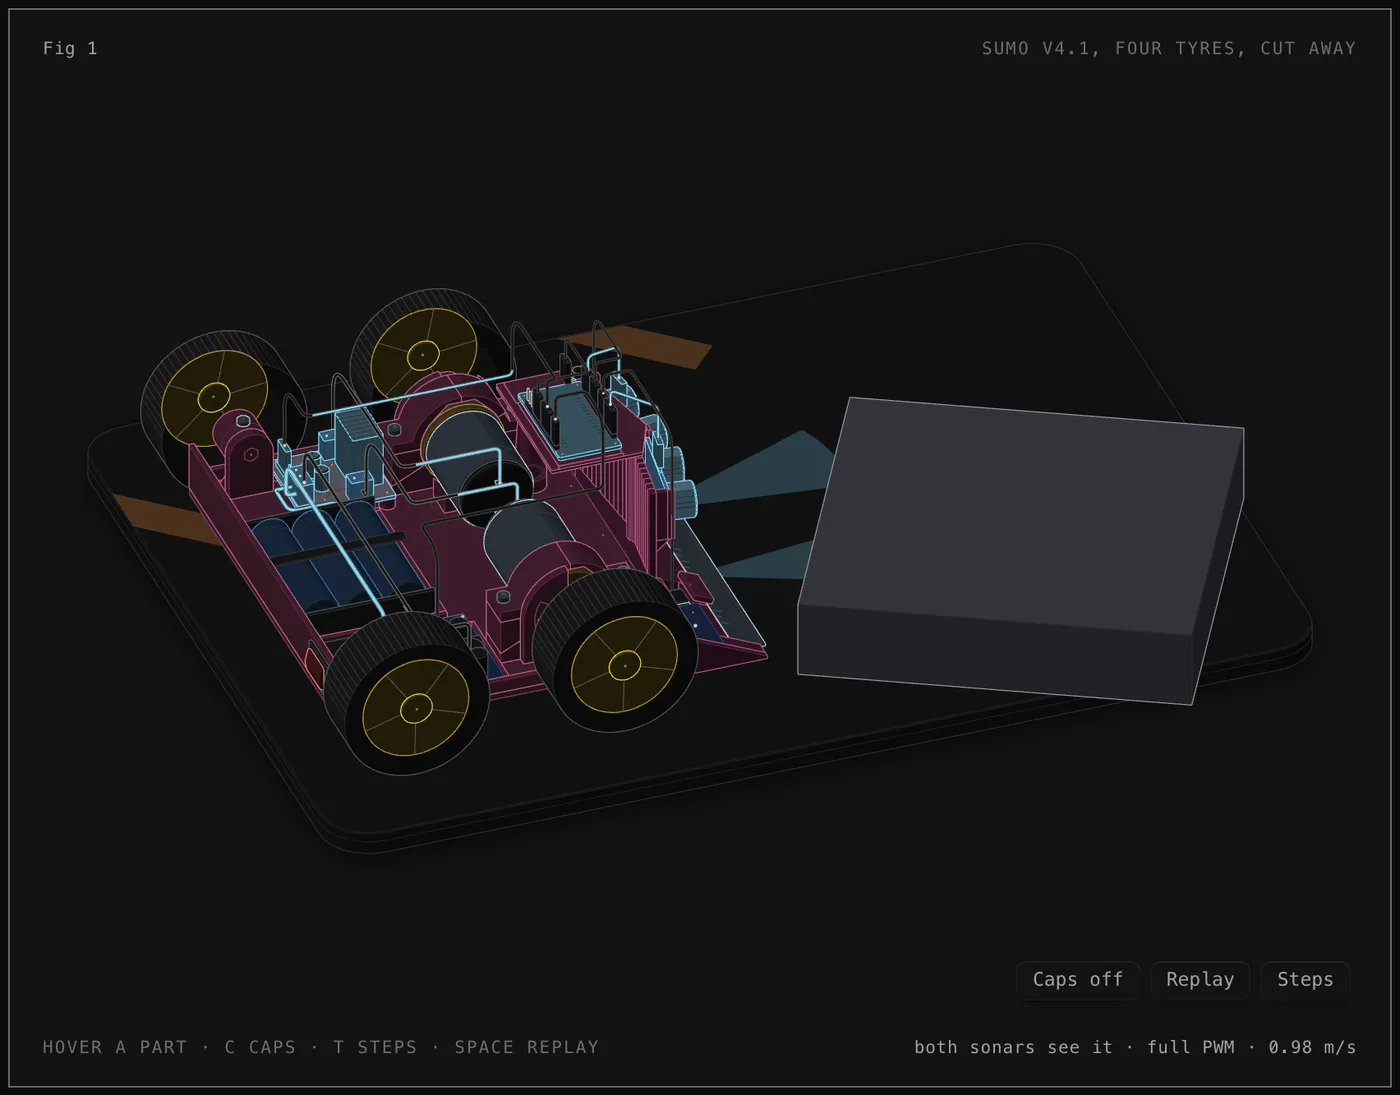 Fig 1
SUMO V4.1, FOUR TYRES, CUT AWAY
Caps off
Replay
Steps
HOVER A PART · C CAPS · T STEPS · SPACE REPLAY
both sonars see it · full PWM · 0.98 m/s